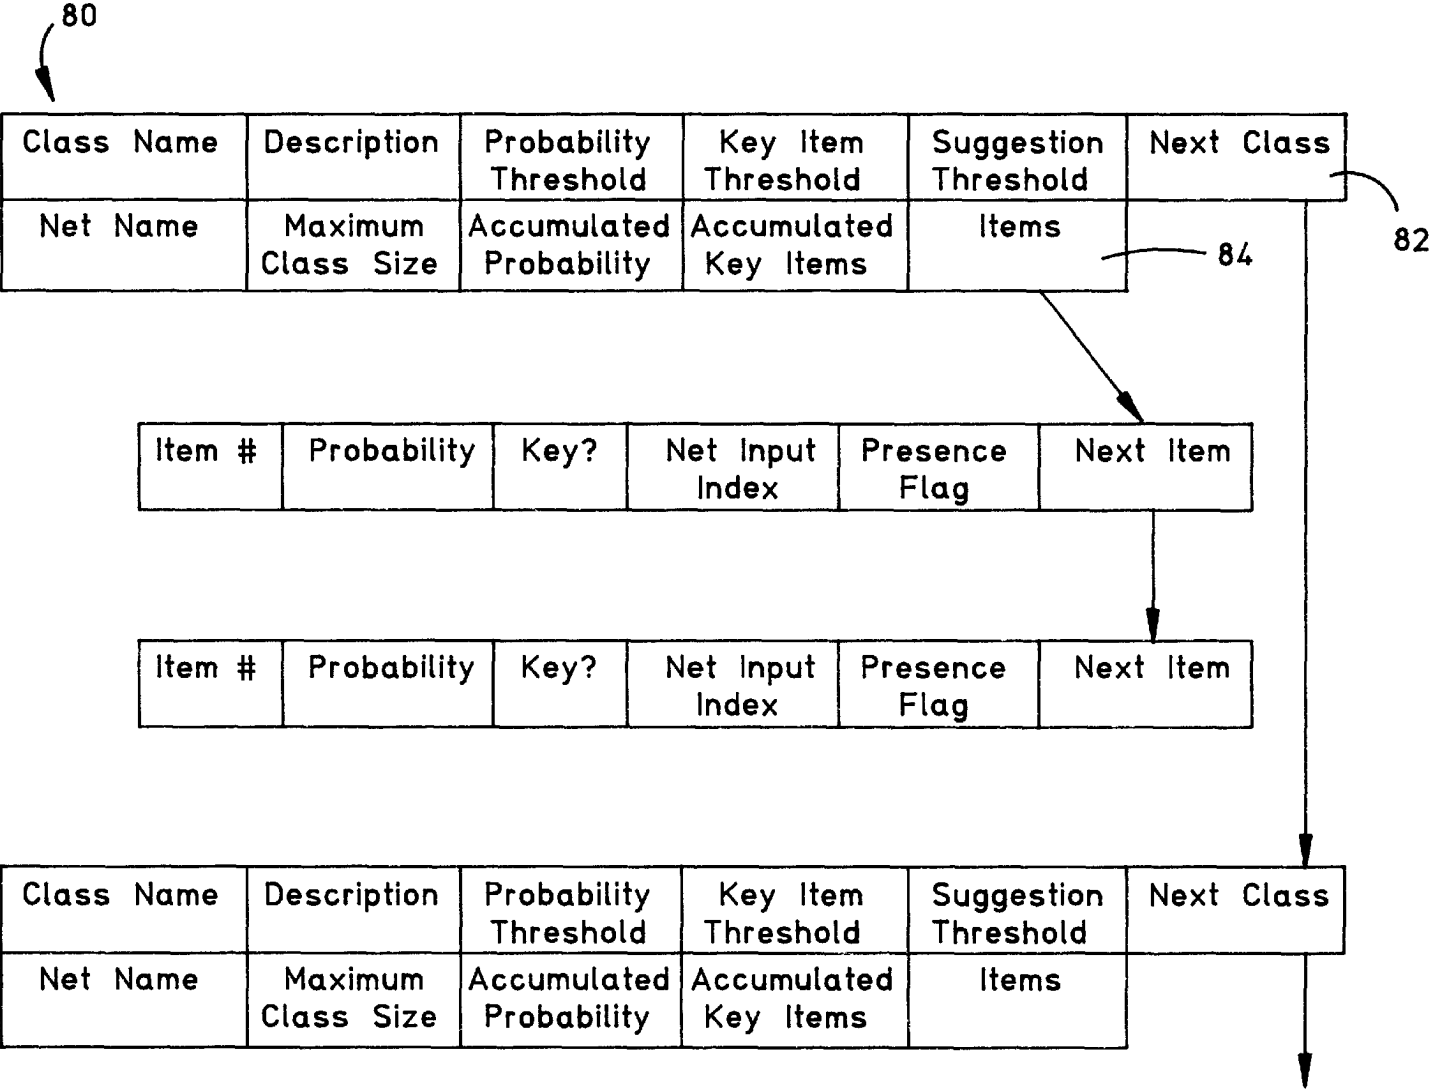 80
Class Name Description Probability Key Item Suggestion Next Class
Threshold Threshold Threshold
82
Net Name Maximum Accumulated Accumulated Items
Class Size Probability Key Items
84
Item # Probability Key? Net Input Presence Next Item
Index Flag
Item # Probability Key? Net Input Presence Next Item
Index Flag
Class Name Description Probability Key Item Suggestion Next Class
Threshold Threshold Threshold
Net Name Maximum Accumulated Accumulated Items
Class Size Probability Key Items